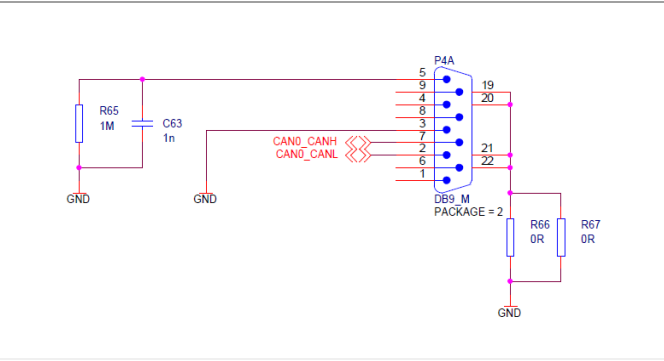 P4A
5
9
4
8
3
7
2
6
1
19
20
21
22
R65
1M
C63
1n
CAN0_CANH
CAN0_CANL
GND
GND
DB9_M
PACKAGE = 2
R66
0R
R67
0R
GND